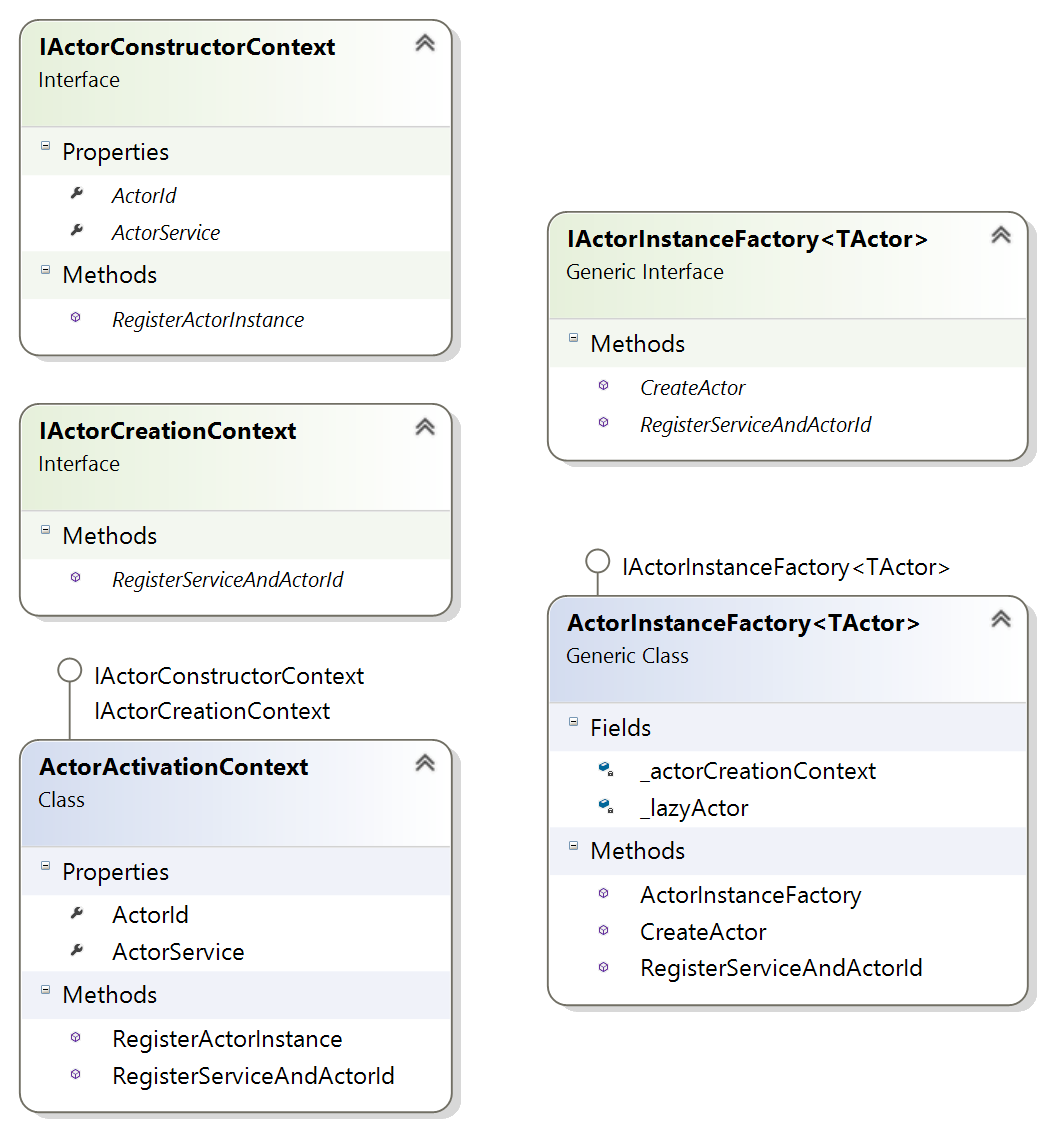 IActorConstructorContext
Interface
Properties
ActorId
ActorService
Methods
RegisterActorInstance
IActorCreationContext
Interface
Methods
RegisterServiceAndActorId
IActorConstructorContext
IActorCreationContext
ActorActivationContext
Class
Properties
ActorId
ActorService
Methods
RegisterActorInstance
RegisterServiceAndActorId
IActorInstanceFactory<TActor>
Generic Interface
Methods
CreateActor
RegisterServiceAndActorId
IActorInstanceFactory<TActor>
ActorInstanceFactory<TActor>
Generic Class
Fields
_actorCreationContext
_lazyActor
Methods
ActorInstanceFactory
CreateActor
RegisterServiceAndActorId